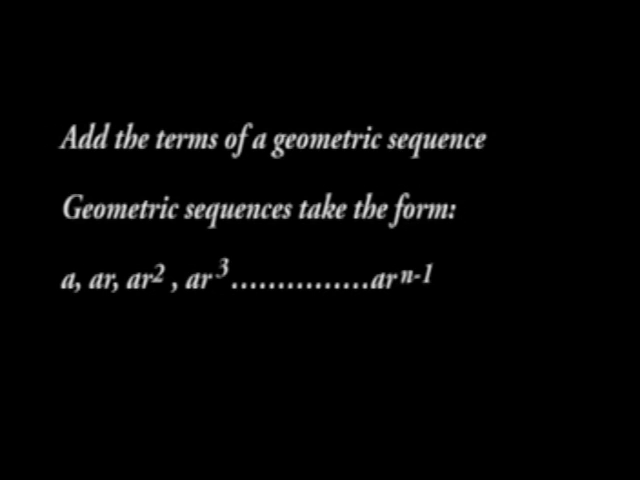 Add the terms of a geometric sequence
Geometric sequences take the form:
a, ar, ar² , ar³...............arⁿ⁻¹